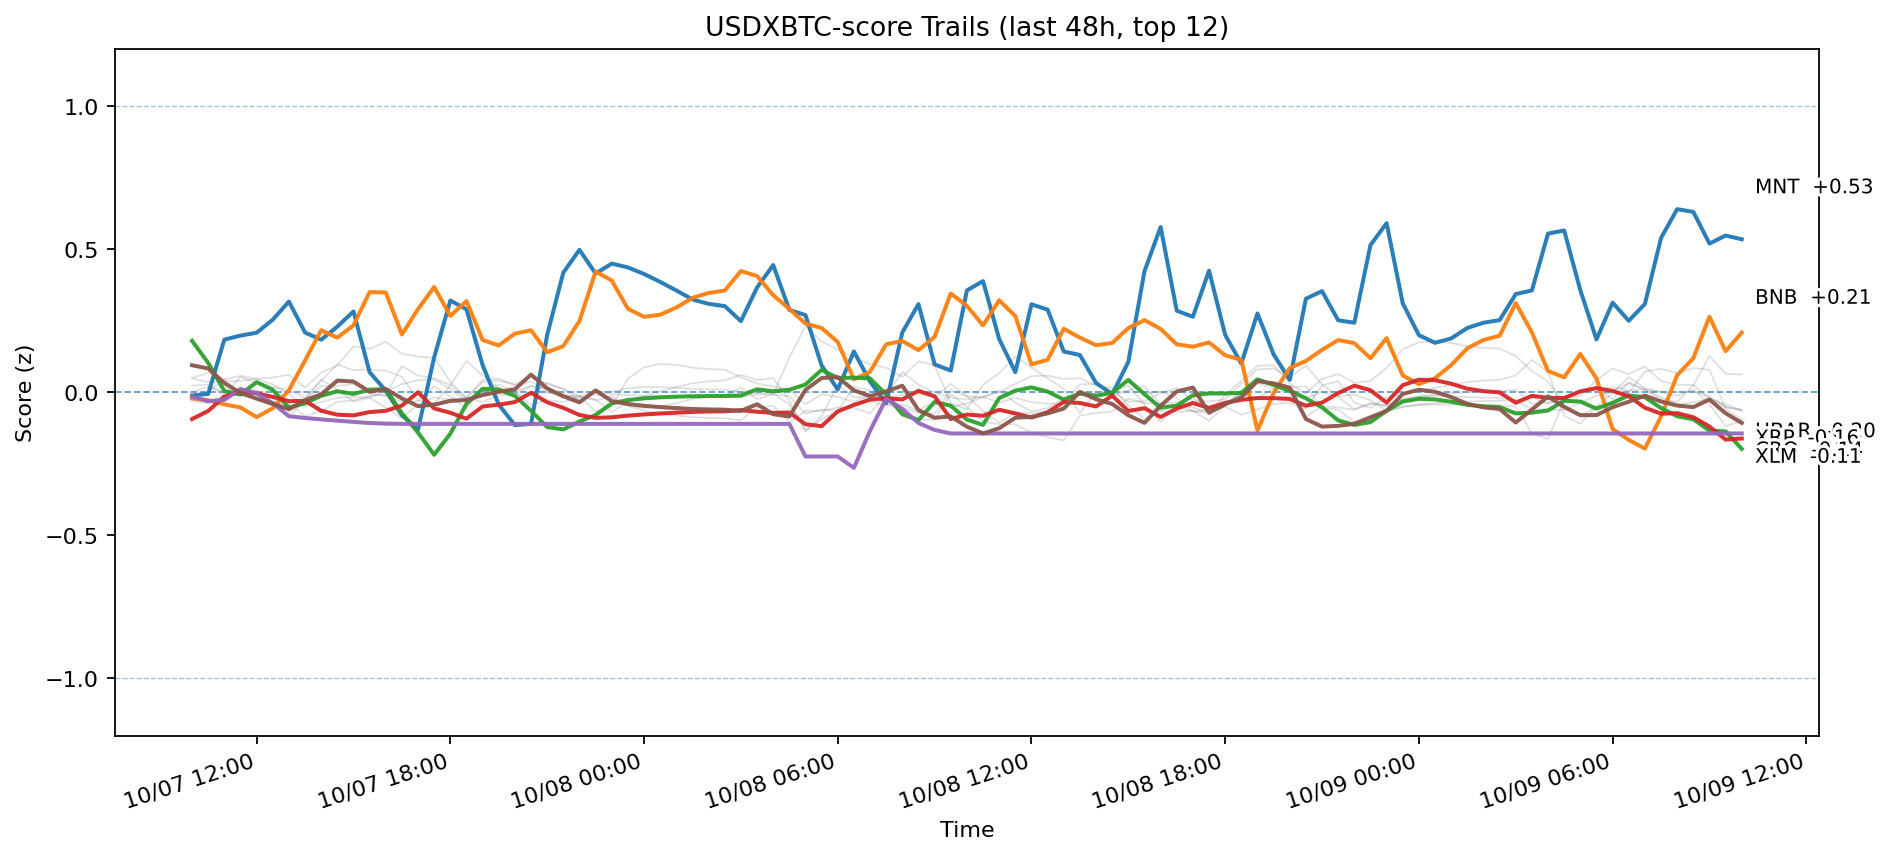 USDXBTC-score Trails (last 48h, top 12)
Score (z)
1.0
0.5
0.0
−0.5
−1.0
MNT +0.53
BNB +0.21
XRP -0.16
XLM -0.11
10/07 12:00
10/07 18:00
10/08 00:00
10/08 06:00
10/08 12:00
10/08 18:00
10/09 00:00
10/09 06:00
10/09 12:00
Time